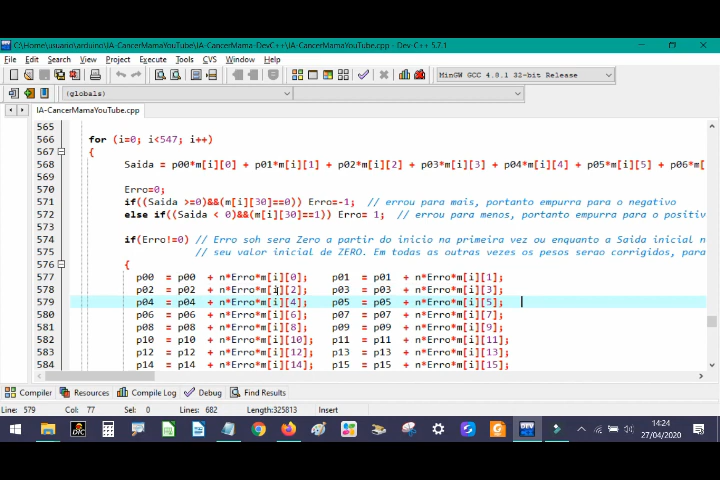 C:\Home\usuario\arduino\IA-CancerMamaYouTube\IA-CancerMama-DevC++\IA-CancerMamaYouTube.cpp - Dev-C++ 5.7.1
File Edit Search View Project Execute Tools CVS Window Help
MinGW GCC 4.8.1 32-bit Release
(globals)
IA-CancerMamaYouTube.cpp
565
566 for (i=0; i<547; i++)
567 {
568 Saida = p00*m[i][0] + p01*m[i][1] + p02*m[i][2] + p03*m[i][3] + p04*m[i][4] + p05*m[i][5] + p06*m
569
570 Erro=0;
571 if((Saida >=0)&&(m[i][30]==0)) Erro=-1; // errou para mais, portanto empurra para o negativo
572 else if((Saida < 0)&&(m[i][30]==1)) Erro= 1; // errou para menos, portanto empurra para o positiv
573
574 if(Erro!=0) // Erro soh sera Zero a partir do inicio na primeira vez ou enquanto a Saida inicial n
575 // seu valor inicial de ZERO. Em todas as outras vezes os pesos serao corrigidos, para
576 {
577 p00 = p00 + n*Erro*m[i][0]; p01 = p01 + n*Erro*m[i][1];
578 p02 = p02 + n*Erro*m[i][2]; p03 = p03 + n*Erro*m[i][3];
579 p04 = p04 + n*Erro*m[i][4]; p05 = p05 + n*Erro*m[i][5];
580 p06 = p06 + n*Erro*m[i][6]; p07 = p07 + n*Erro*m[i][7];
581 p08 = p08 + n*Erro*m[i][8]; p09 = p09 + n*Erro*m[i][9];
582 p10 = p10 + n*Erro*m[i][10]; p11 = p11 + n*Erro*m[i][11];
583 p12 = p12 + n*Erro*m[i][12]; p13 = p13 + n*Erro*m[i][13];
584 p14 = p14 + n*Erro*m[i][14]; p15 = p15 + n*Erro*m[i][15];
Compiler Resources Compile Log Debug Find Results
Line: 579 Col: 77 Sel: 0 Lines: 682 Length:325813 Insert
14:24
27/04/2020